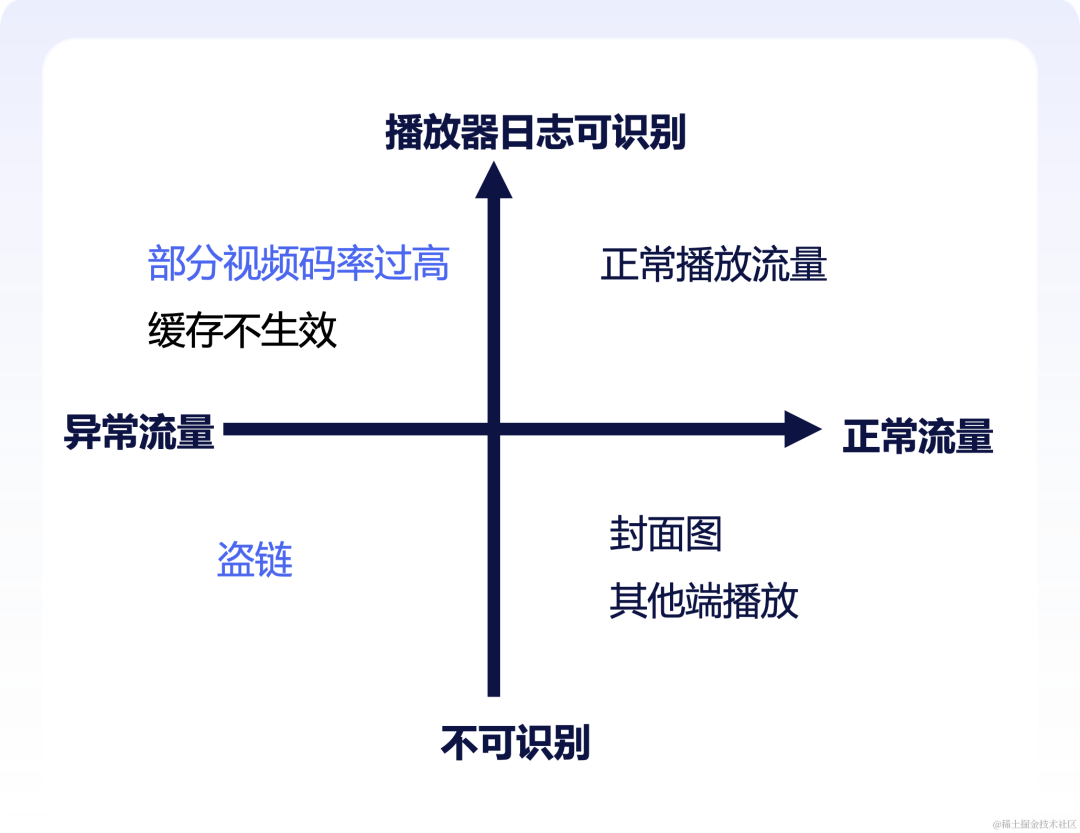 播放器日志可识别
部分视频码率过高
正常播放流量
缓存不生效
异常流量
正常流量
封面图
盗链
其他端播放
不可识别
@稀土掘金技术社区